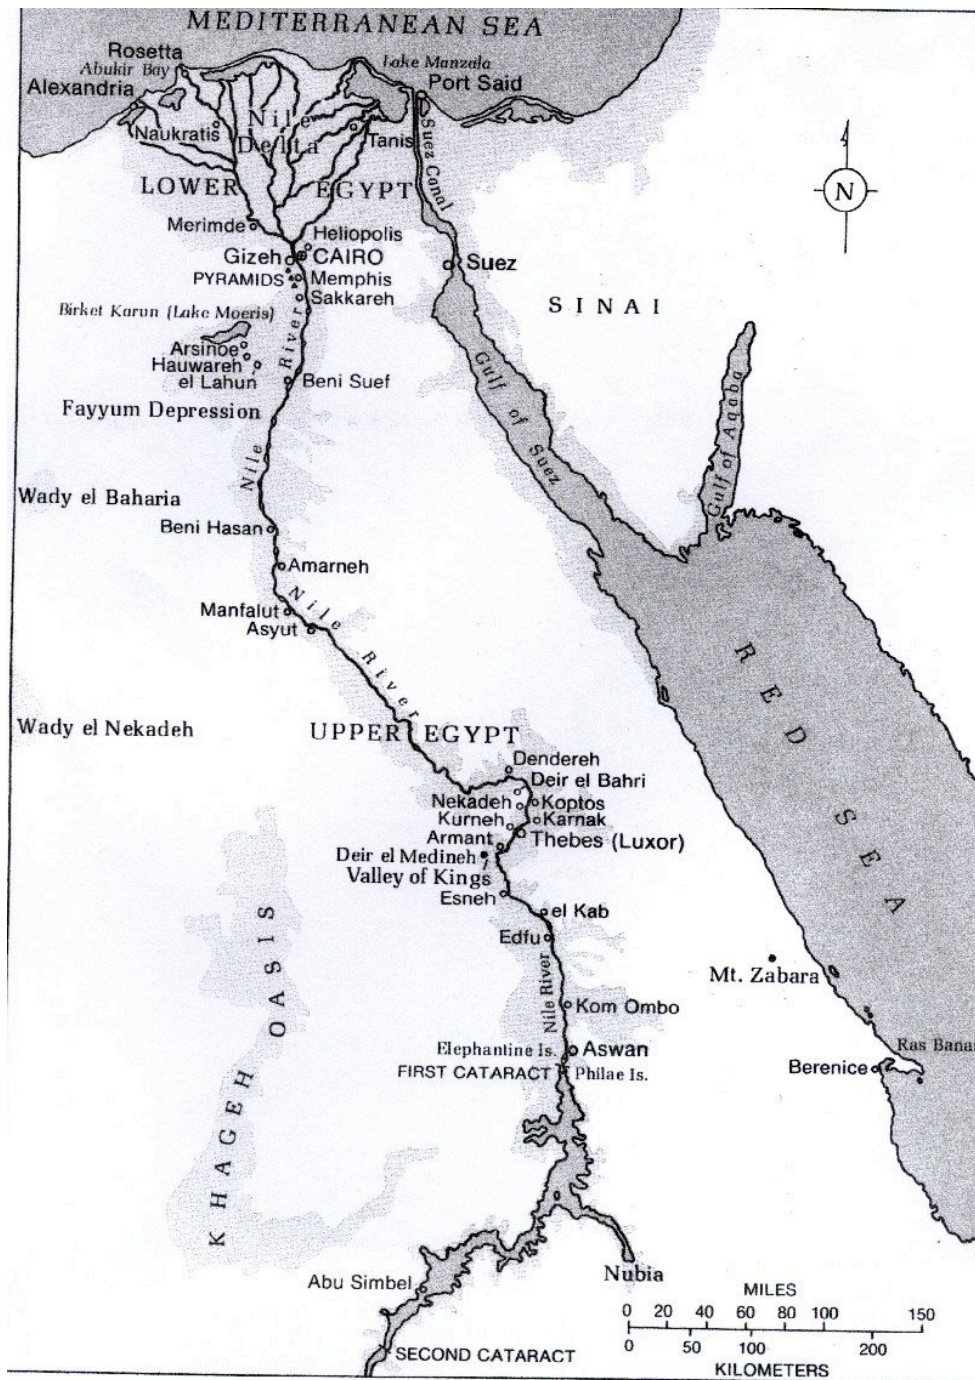 MEDITERRANEAN SEA
Rosetta
Abukir Bay
Alexandria
Lake Manzala
Port Said
Naukratis
Nile
Delta
Tanis
Suez Canal
LOWER EGYPT
N
Merimde
Heliopolis
Gizeh
CAIRO
PYRAMIDS
Memphis
Sakkareh
Suez
SINAI
Birket Karun (Lake Moeris)
Arsinoe
Hauwareh
el Lahun
Nile River
Beni Suef
Fayyum Depression
Gulf of Suez
Gulf of Aqaba
Wady el Baharia
Beni Hasan
Amarneh
Manfalut
Asyut
Nile River
RED SEA
Wady el Nekadeh
UPPER EGYPT
Dendereh
Deir el Bahri
Nekadeh
Koptos
Kurneh
Karnak
Armant
Thebes (Luxor)
Deir el Medineh
Valley of Kings
Esneh
el Kab
Edfu
Nile River
Mt. Zabara
KHAGEH OASIS
Kom Ombo
Elephantine Is.
Aswan
FIRST CATARACT
Philae Is.
Ras Banas
Berenice
Abu Simbel
Nubia
SECOND CATARACT
MILES
0 20 40 60 80 100 150
0 50 100 200
KILOMETERS